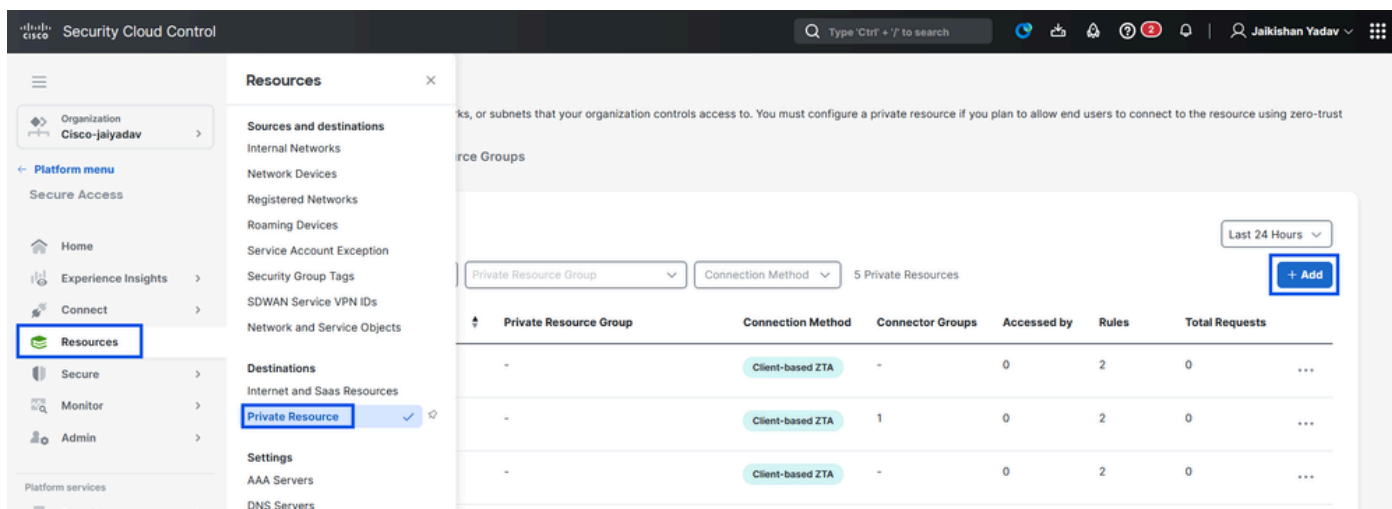 cisco Security Cloud Control
Type 'Ctrl' + '/' to search
2
Jaikishan Yadav
Organization
Cisco-jaiyadav
Platform menu
Secure Access
Home
Experience Insights
Connect
Resources
Secure
Monitor
Admin
Platform services
Resources
Sources and destinations
Internal Networks
Network Devices
Registered Networks
Roaming Devices
Service Account Exception
Security Group Tags
SDWAN Service VPN IDs
Network and Service Objects
Destinations
Internet and Saas Resources
Private Resource
Settings
AAA Servers
DNS Servers
ks, or subnets that your organization controls access to. You must configure a private resource if you plan to allow end users to connect to the resource using zero-trust
rce Groups
Last 24 Hours
Private Resource Group Connection Method 5 Private Resources + Add
Private Resource Group Connection Method Connector Groups Accessed by Rules Total Requests
- Client-based ZTA - 0 2 0 ...
- Client-based ZTA 1 0 2 0 ...
- Client-based ZTA - 0 2 0 ...